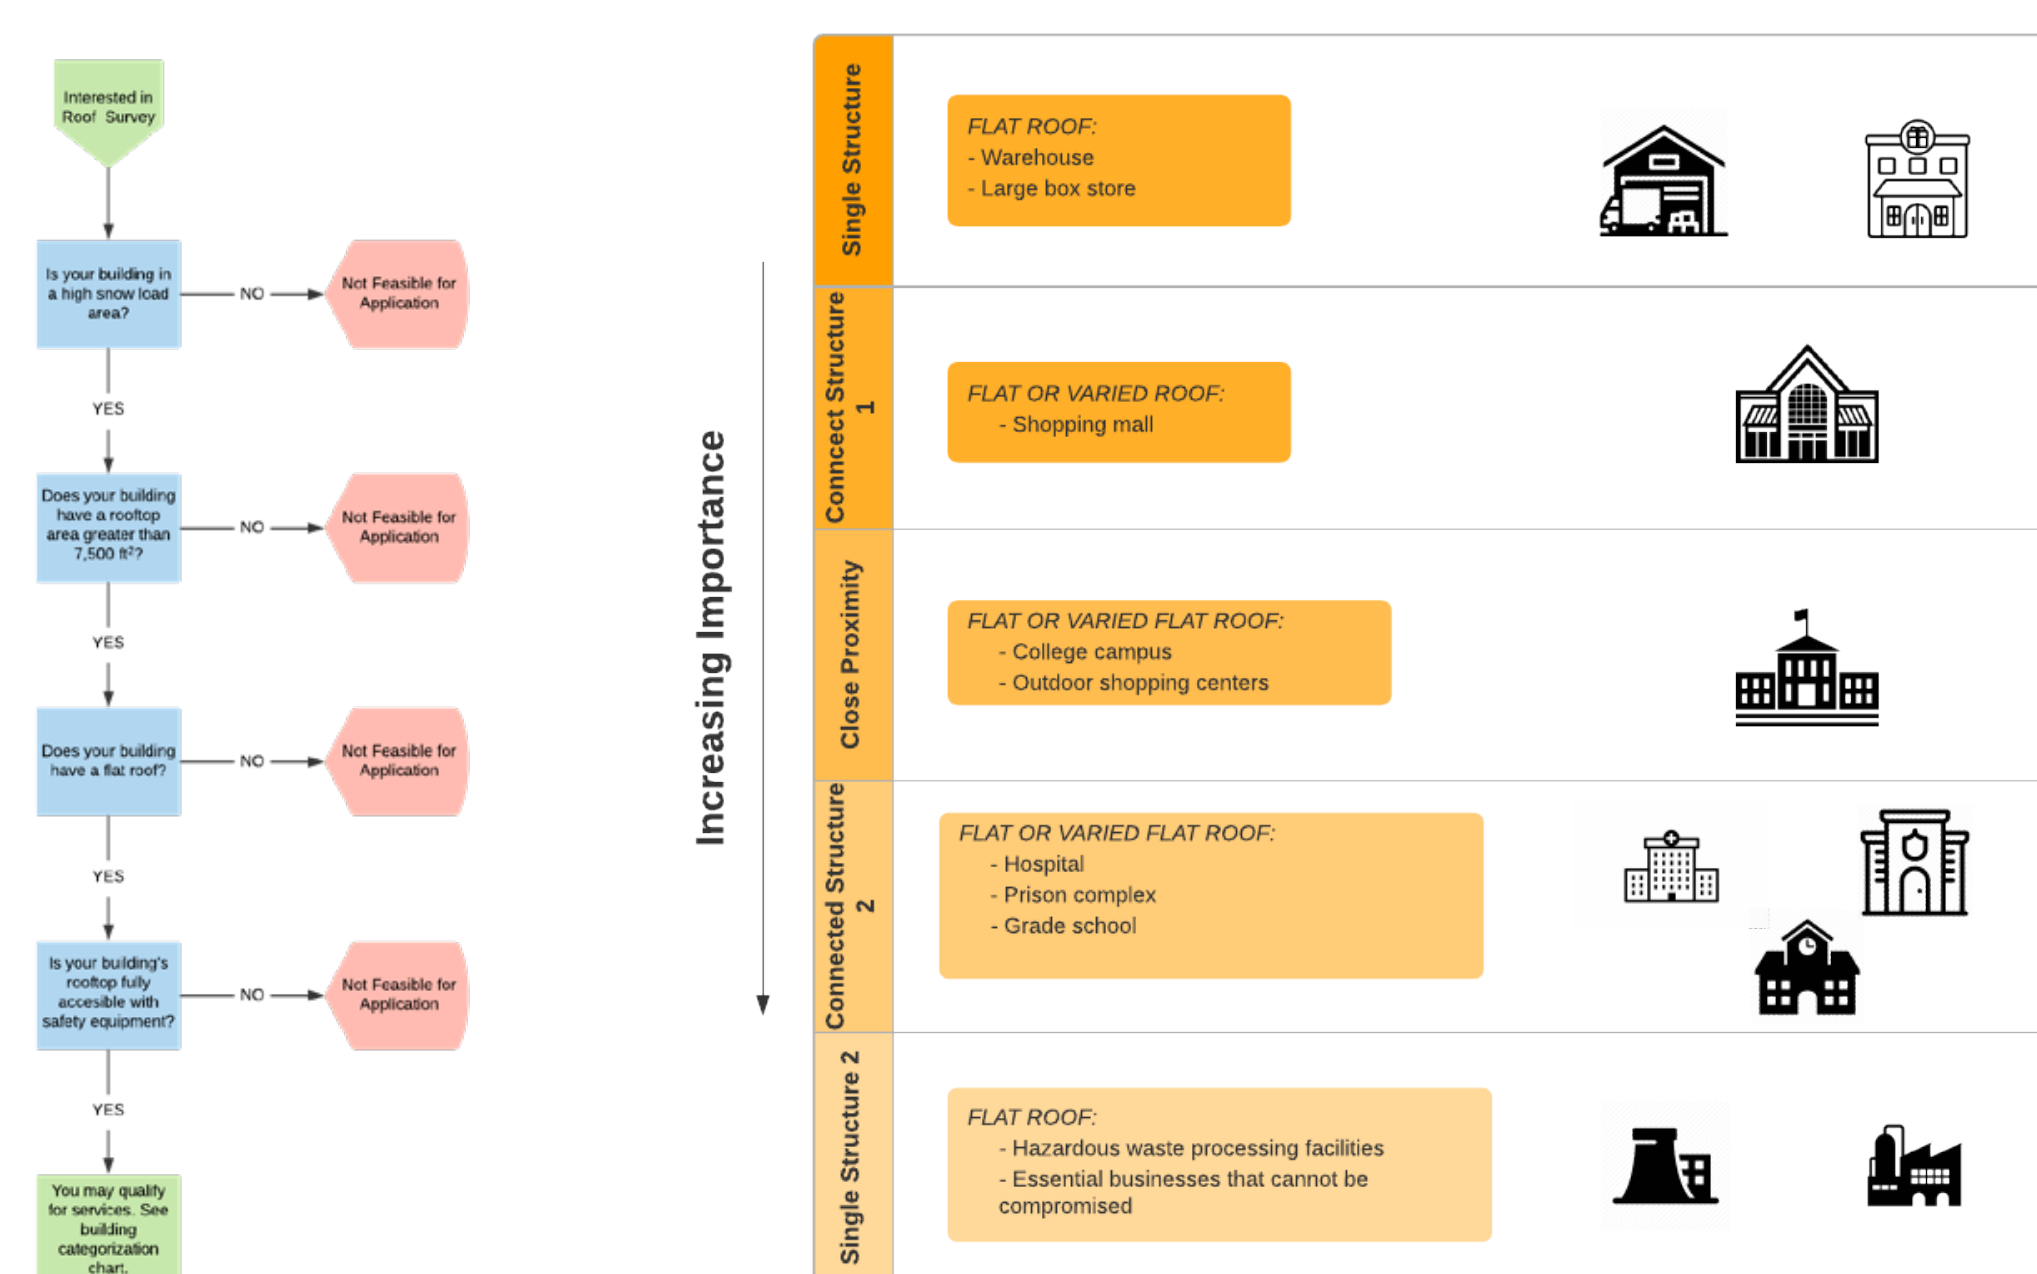 Interested in
Roof Survey
Is your building in
a high snow load
area?
NO
Not Feasible for
Application
YES
Does your building
have a rooftop
area greater than
7,500 ft²?
NO
Not Feasible for
Application
YES
Does your building
have a flat roof?
NO
Not Feasible for
Application
YES
Is your building's
rooftop fully
accesible with
safety equipment?
NO
Not Feasible for
Application
YES
You may qualify
for services. See
building
categorization
chart.
Increasing Importance
Single Structure
FLAT ROOF:
- Warehouse
- Large box store
Conncect Structure
1
FLAT OR VARIED ROOF:
- Shopping mall
Close Proximity
FLAT OR VARIED FLAT ROOF:
- College campus
- Outdoor shopping centers
Connected Structure
2
FLAT OR VARIED FLAT ROOF:
- Hospital
- Prison complex
- Grade school
Single Structure 2
FLAT ROOF:
- Hazardous waste processing facilities
- Essential businesses that cannot be
compromised